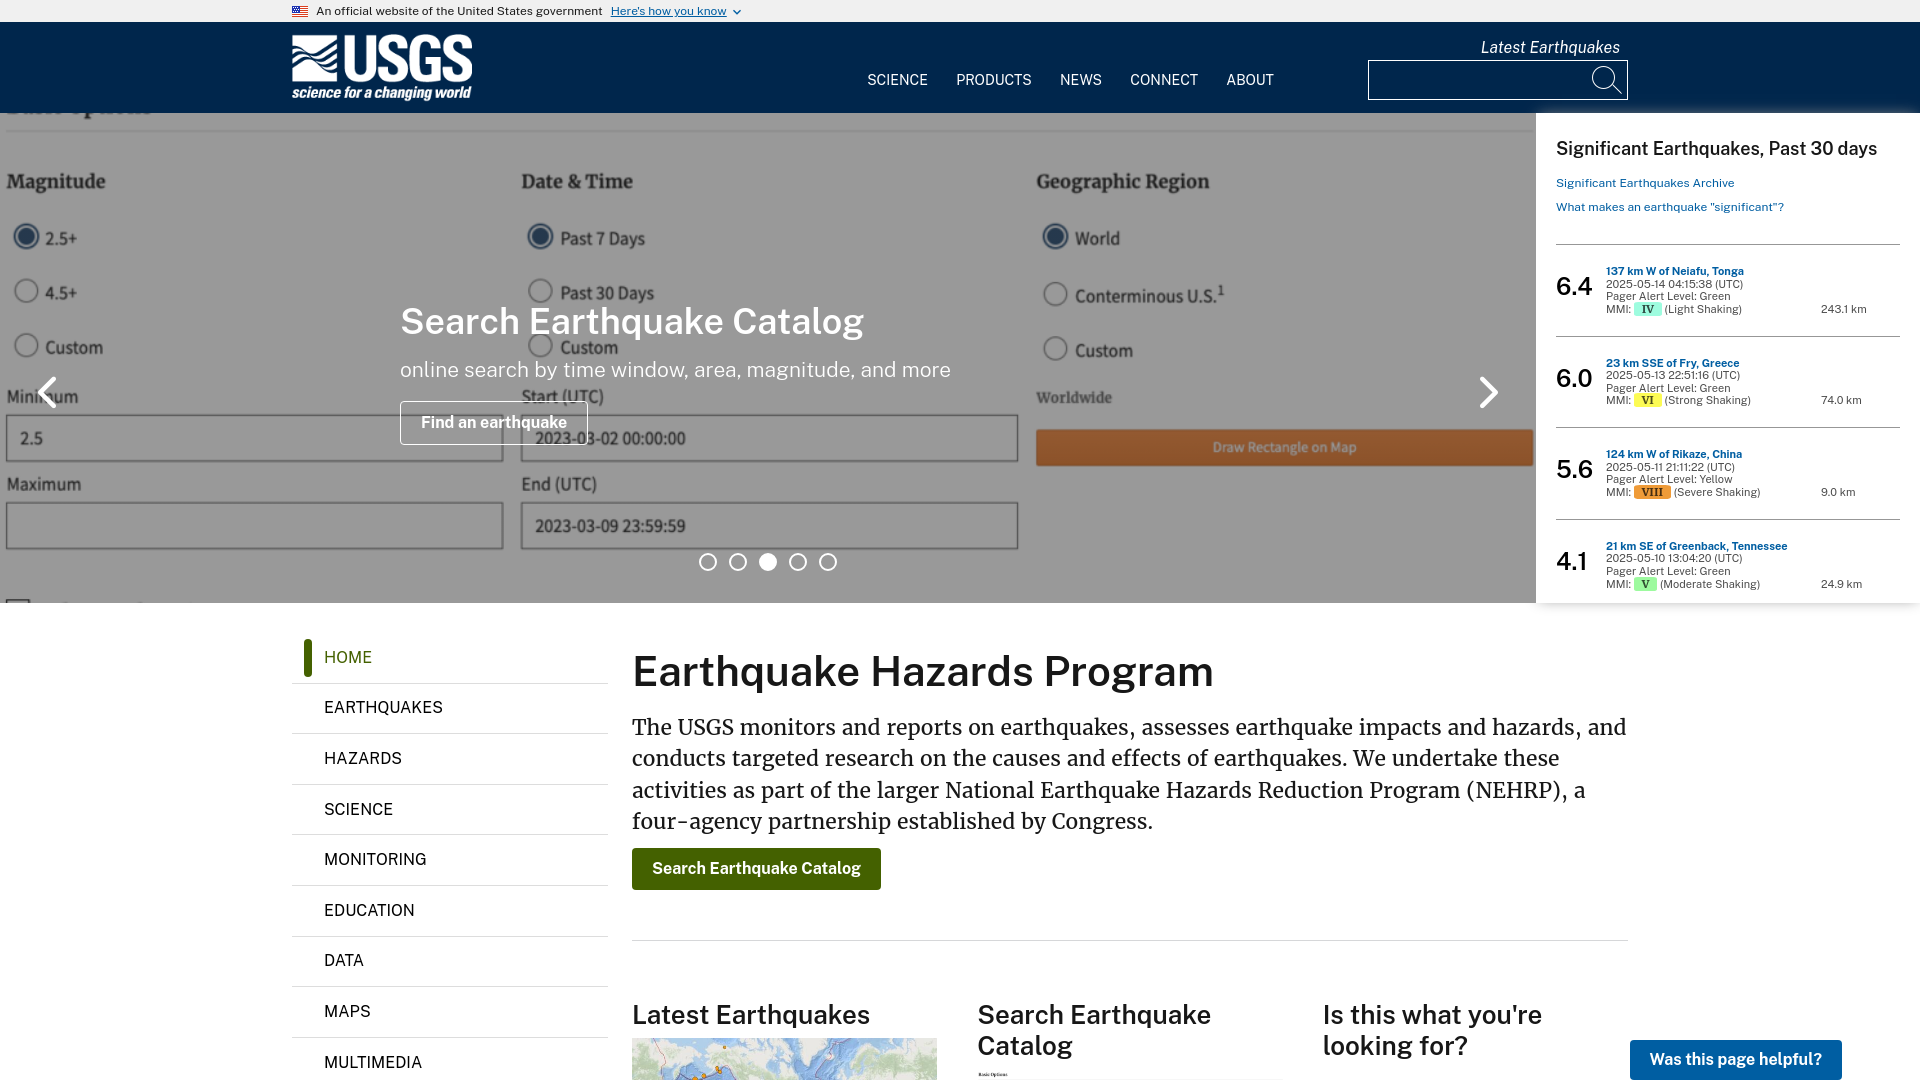 An official website of the United States government Here's how you know
USGS
science for a changing world
SCIENCE PRODUCTS NEWS CONNECT ABOUT
Latest Earthquakes
Magnitude
2.5+
4.5+
Custom
Minimum
2.5
Maximum
Date & Time
Past 7 Days
Past 30 Days
Custom
Start (UTC)
2023-03-02 00:00:00
End (UTC)
2023-03-09 23:59:59
Geographic Region
World
Conterminous U.S.1
Custom
Worldwide
Draw Rectangle on Map
Search Earthquake Catalog
online search by time window, area, magnitude, and more
Find an earthquake
Significant Earthquakes, Past 30 days
Significant Earthquakes Archive
What makes an earthquake "significant"?
6.4
137 km W of Neiafu, Tonga
2025-05-14 04:15:38 (UTC)
Pager Alert Level: Green
MMI: IV (Light Shaking) 243.1 km
6.0
23 km SSE of Fry, Greece
2025-05-13 22:51:16 (UTC)
Pager Alert Level: Green
MMI: VI (Strong Shaking) 74.0 km
5.6
124 km W of Rikaze, China
2025-05-11 21:11:22 (UTC)
Pager Alert Level: Yellow
MMI: VIII (Severe Shaking) 9.0 km
4.1
21 km SE of Greenback, Tennessee
2025-05-10 13:04:20 (UTC)
Pager Alert Level: Green
MMI: V (Moderate Shaking) 24.9 km
HOME
EARTHQUAKES
HAZARDS
SCIENCE
MONITORING
EDUCATION
DATA
MAPS
MULTIMEDIA
Earthquake Hazards Program
The USGS monitors and reports on earthquakes, assesses earthquake impacts and hazards, and
conducts targeted research on the causes and effects of earthquakes. We undertake these
activities as part of the larger National Earthquake Hazards Reduction Program (NEHRP), a
four-agency partnership established by Congress.
Search Earthquake Catalog
Latest Earthquakes
Search Earthquake
Catalog
Basic Options
Is this what you're
looking for?
Was this page helpful?